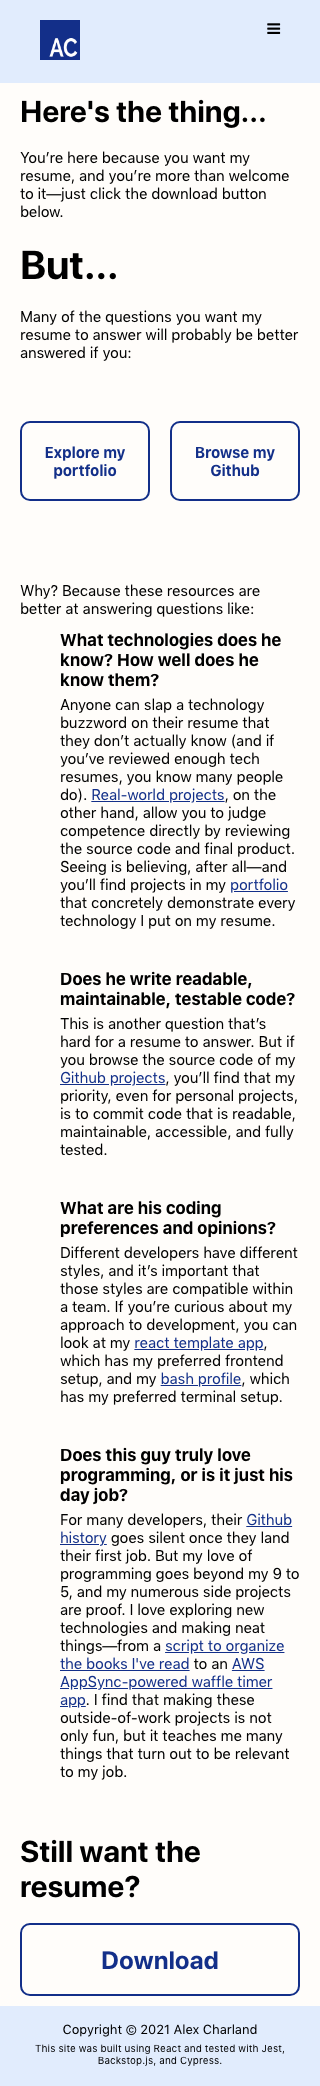 AC
Here's the thing...
You’re here because you want my
resume, and you’re more than welcome
to it—just click the download button
below.
But...
Many of the questions you want my
resume to answer will probably be better
answered if you:
Explore my
portfolio
Browse my
Github
Why? Because these resources are
better at answering questions like:
What technologies does he
know? How well does he
know them?
Anyone can slap a technology
buzzword on their resume that
they don’t actually know (and if
you’ve reviewed enough tech
resumes, you know many people
do). Real-world projects, on the
other hand, allow you to judge
competence directly by reviewing
the source code and final product.
Seeing is believing, after all—and
you’ll find projects in my portfolio
that concretely demonstrate every
technology I put on my resume.
Does he write readable,
maintainable, testable code?
This is another question that’s
hard for a resume to answer. But if
you browse the source code of my
Github projects, you’ll find that my
priority, even for personal projects,
is to commit code that is readable,
maintainable, accessible, and fully
tested.
What are his coding
preferences and opinions?
Different developers have different
styles, and it’s important that
those styles are compatible within
a team. If you’re curious about my
approach to development, you can
look at my react template app,
which has my preferred frontend
setup, and my bash profile, which
has my preferred terminal setup.
Does this guy truly love
programming, or is it just his
day job?
For many developers, their Github
history goes silent once they land
their first job. But my love of
programming goes beyond my 9 to
5, and my numerous side projects
are proof. I love exploring new
technologies and making neat
things—from a script to organize
the books I've read to an AWS
AppSync-powered waffle timer
app. I find that making these
outside-of-work projects is not
only fun, but it teaches me many
things that turn out to be relevant
to my job.
Still want the
resume?
Download
Copyright © 2021 Alex Charland
This site was built using React and tested with Jest,
Backstop.js, and Cypress.